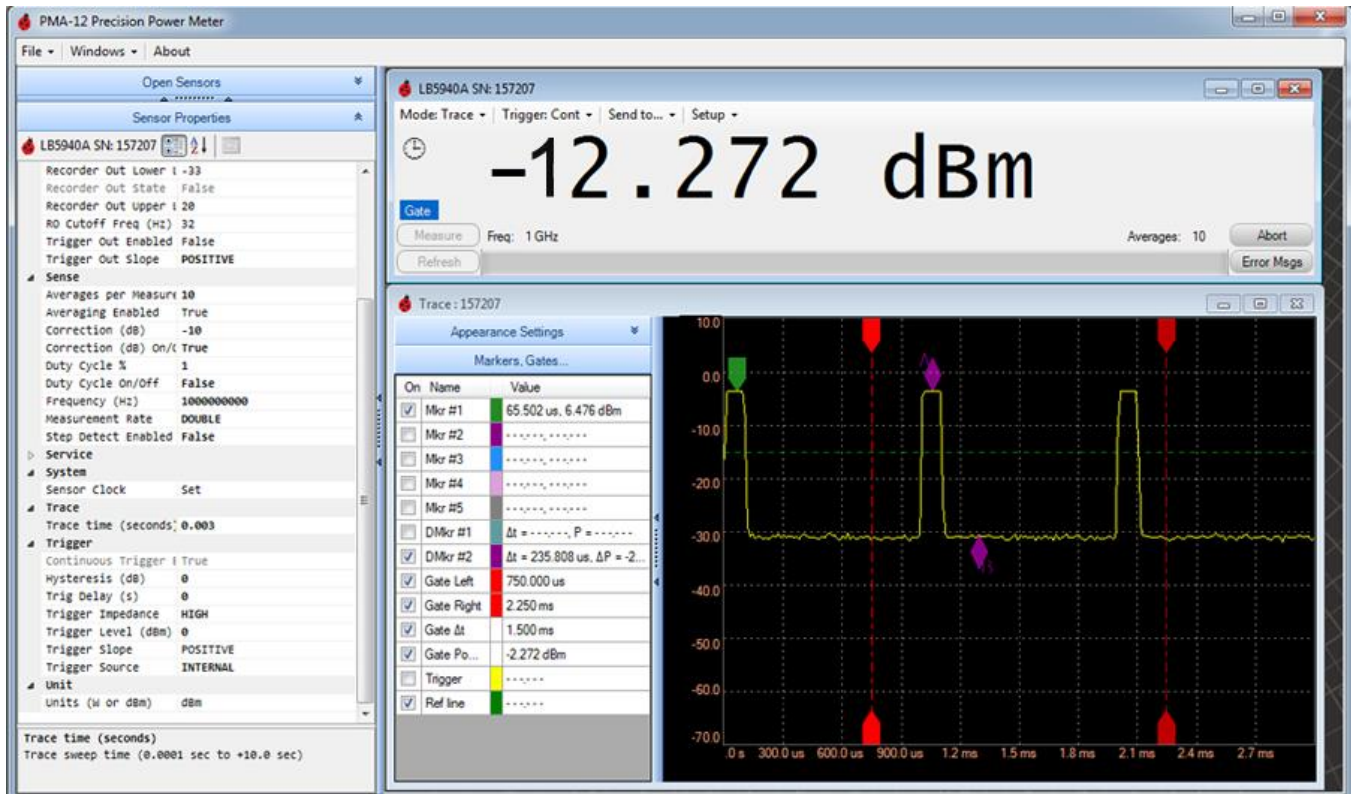 PMA-12 Precision Power Meter
File Windows About
Open Sensors
Sensor Properties
LB5940A SN: 157207
Recorder Out Lower -33
Recorder Out State False
Recorder Out Upper 20
RO Cutoff Freq (Hz) 32
Trigger Out Enabled False
Trigger Out Slope POSITIVE
Sense
Averages per Measure 10
Averaging Enabled True
Correction (dB) -10
Correction (dB) On/ True
Duty Cycle % 1
Duty Cycle On/Off False
Frequency (Hz) 1000000000
Measurement Rate DOUBLE
Step Detect Enabled False
Service
System
Sensor Clock Set
Trace
Trace time (seconds) 0.003
Trigger
Continuous Trigger True
Hysteresis (dB) 0
Trig Delay (s) 0
Trigger Impedance HIGH
Trigger Level (dBm) 0
Trigger Slope POSITIVE
Trigger Source INTERNAL
Unit
Units (W or dBm) dBm
Trace time (seconds)
Trace sweep time (0.0001 sec to +10.0 sec)
LB5940A SN: 157207
Mode: Trace Trigger: Cont Send to... Setup
-12.272 dBm
Gate
Measure Freq: 1 GHz Averages: 10 Abort
Refresh Error Msgs
Trace : 157207
Appearance Settings
Markers, Gates...
On Name Value
Mkr #1 65.502 us, 6.476 dBm
Mkr #2 ---.---, ---.---
Mkr #3 ---.---, ---.---
Mkr #4 ---.---, ---.---
Mkr #5 ---.---, ---.---
DMkr #1 Δt = ---.---, P = ---.---
DMkr #2 Δt = 235.808 us, ΔP = -2...
Gate Left 750.000 us
Gate Right 2.250 ms
Gate Δt 1.500 ms
Gate Po... -2.272 dBm
Trigger ---.---
Ref line ---.---
10.0
0.0
-10.0
-20.0
-30.0
-40.0
-50.0
-60.0
-70.0
.0 s 300.0 us 600.0 us 900.0 us 1.2 ms 1.5 ms 1.8 ms 2.1 ms 2.4 ms 2.7 ms